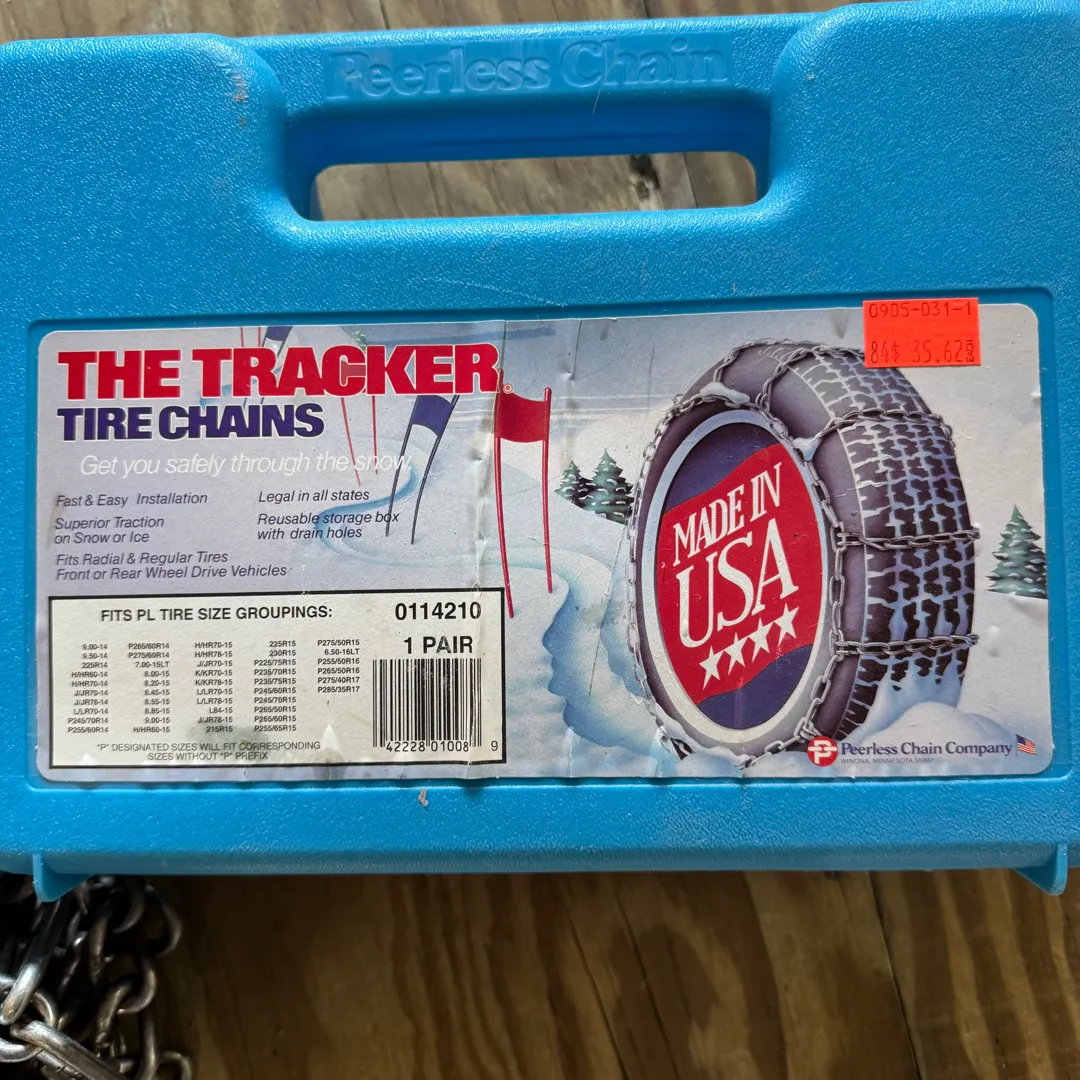 Peerless Chain
0905-031-1
84$ 35.62 EACH
THE TRACKER®
TIRE CHAINS
Get you safely through the snow.
Fast & Easy Installation
Superior Traction
on Snow or Ice
Fits Radial & Regular Tires
Front or Rear Wheel Drive Vehicles
Legal in all states
Reusable storage box
with drain holes
MADE IN
USA
FITS PL TIRE SIZE GROUPINGS:
0114210
1 PAIR
9.00-14
9.50-14
225R14
H/HR60-14
H/HR70-14
J/JR70-14
J/JR78-14
L/LR70-14
P245/70R14
P255/60R14
P265/60R14
P275/60R14
7.00-15LT
8.00-15
8.20-15
8.45-15
8.55-15
8.85-15
9.00-15
H/HR60-15
H/HR70-15
H/HR78-15
J/JR70-15
K/KR70-15
K/KR78-15
L/LR70-15
L/LR78-15
L84-15
J/JR78-15
215R15
225R15
230R15
P225/75R15
P235/70R15
P235/75R15
P245/60R15
P245/70R15
P265/50R15
P265/60R15
P255/65R15
P275/50R15
6.50-16LT
P255/50R16
P265/50R16
P275/40R17
P285/35R17
"P" DESIGNATED SIZES WILL FIT CORRESPONDING
SIZES WITHOUT "P" PREFIX
42228 01008 9
Peerless Chain Company
WINONA, MINNESOTA